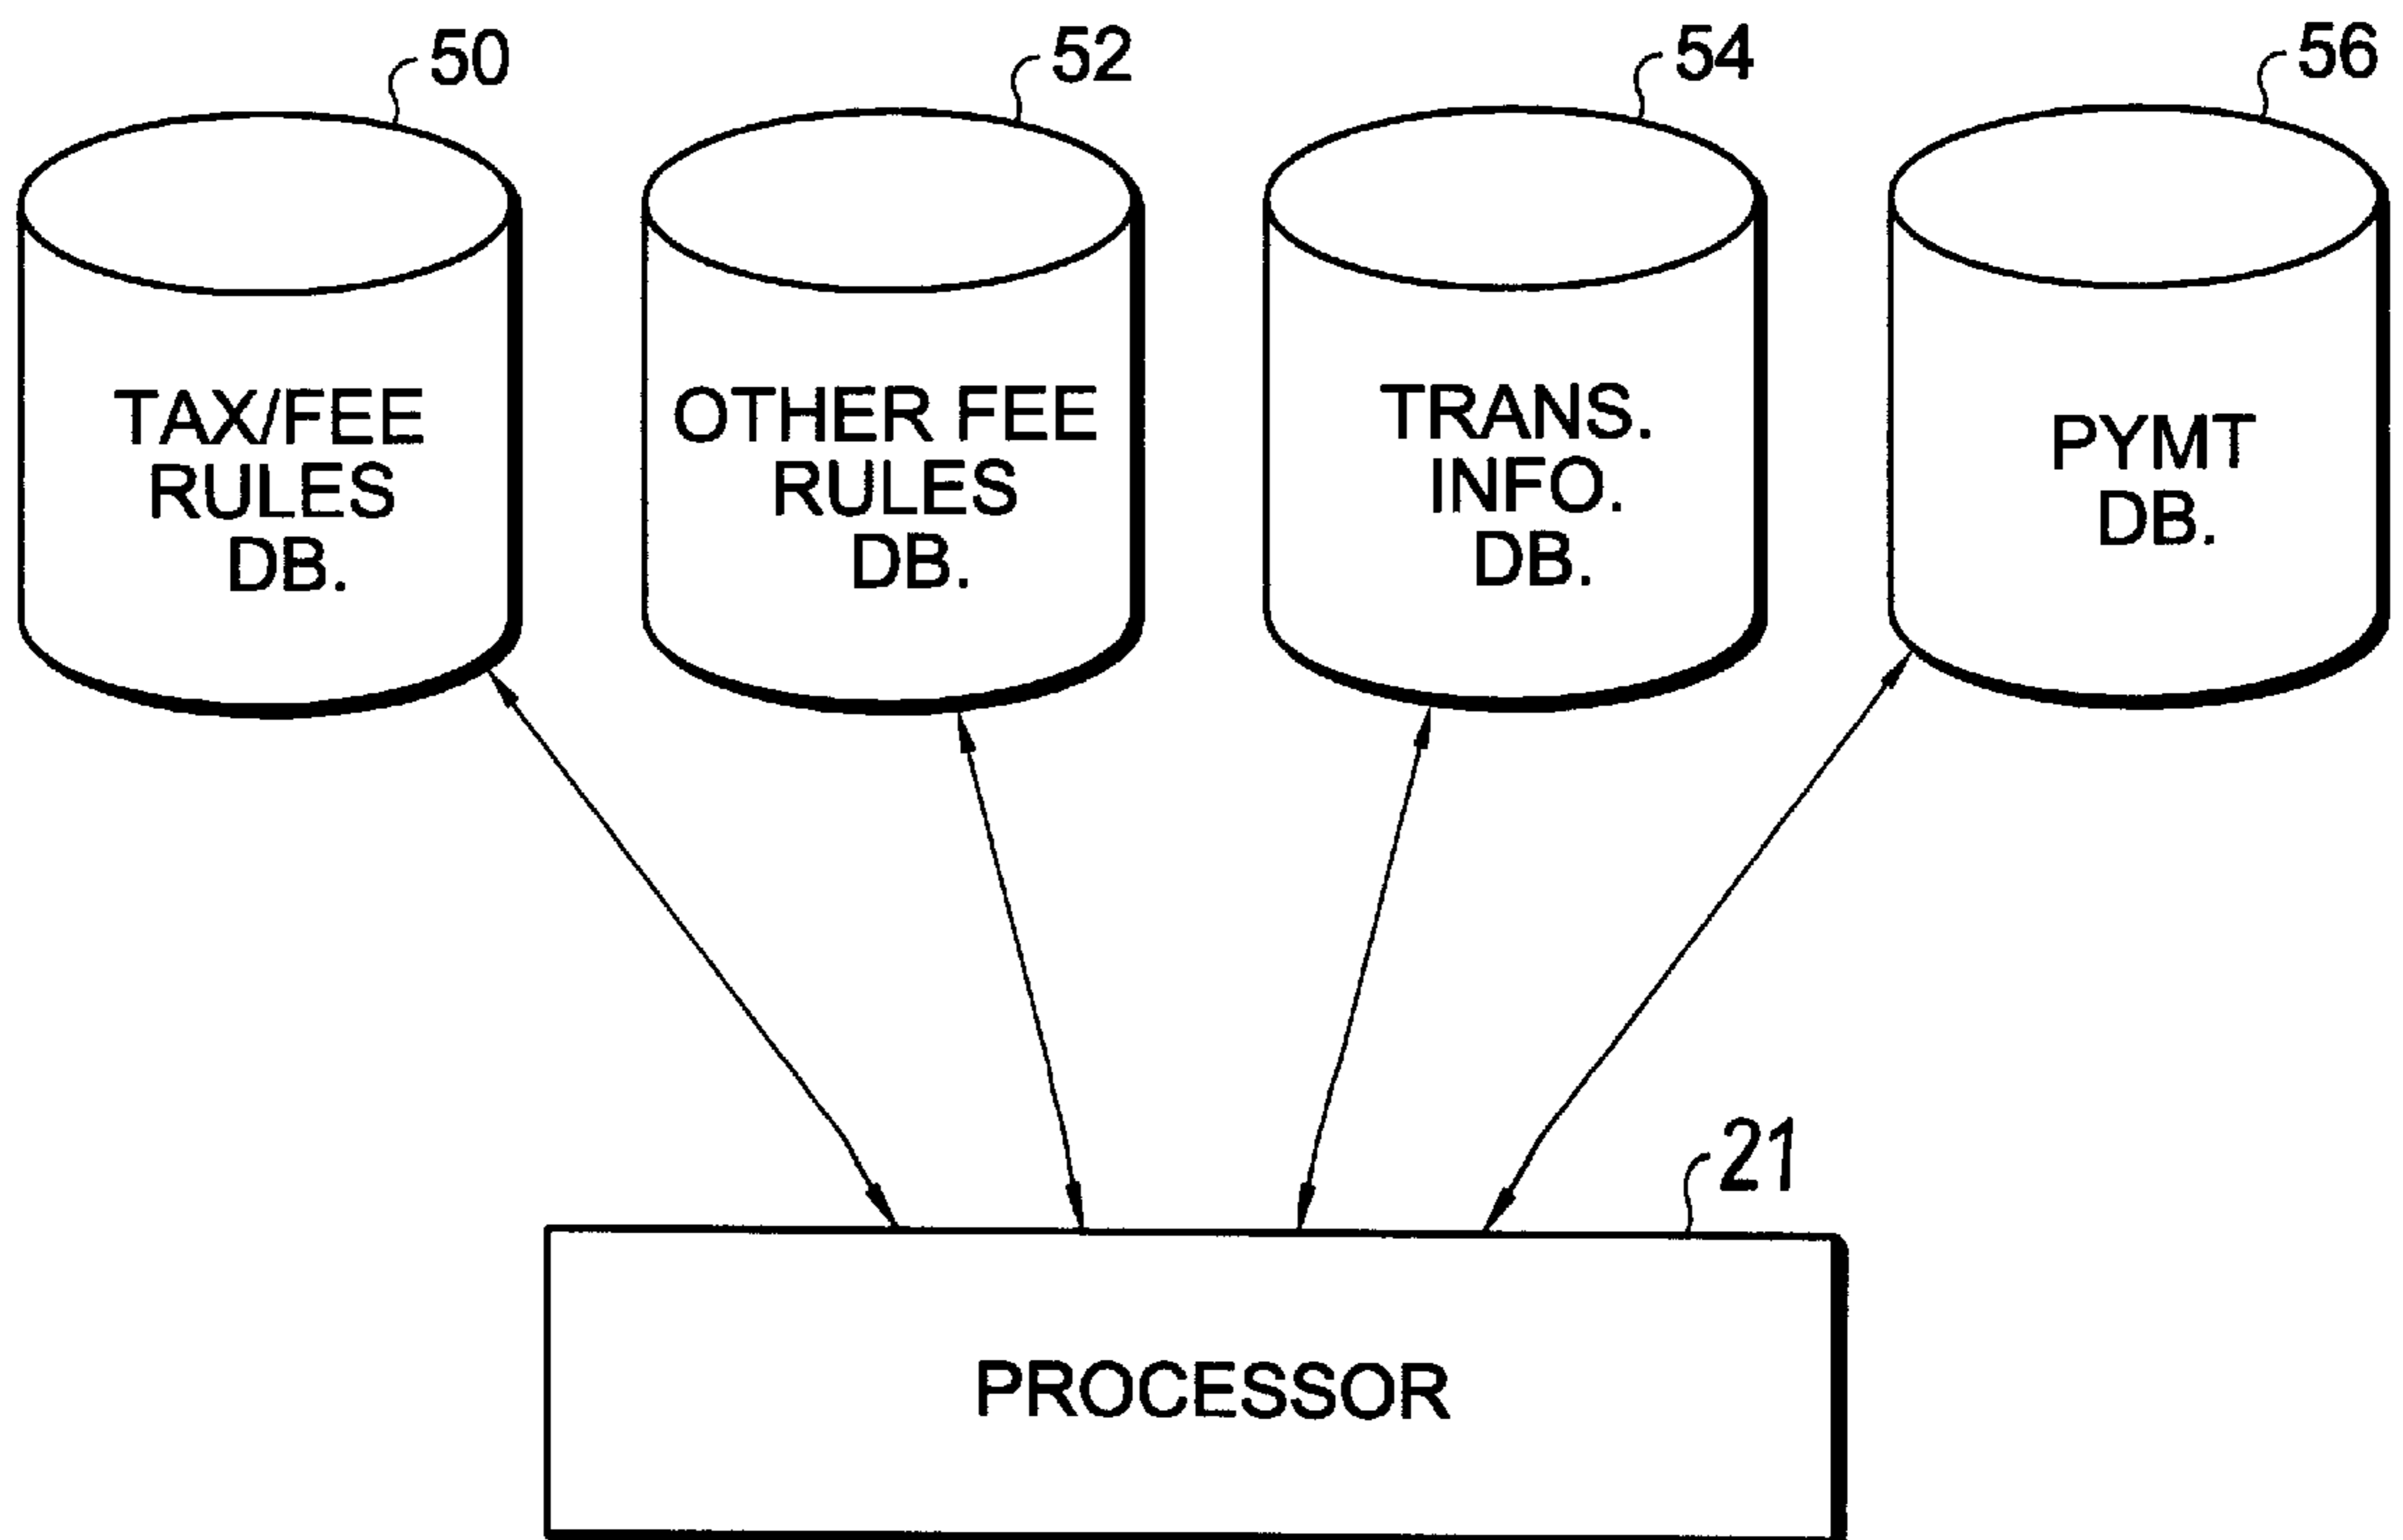 50
52
54
56
TAX/FEE
RULES
DB.
OTHER FEE
RULES
DB.
TRANS.
INFO.
DB.
PYMT
DB.
21
PROCESSOR